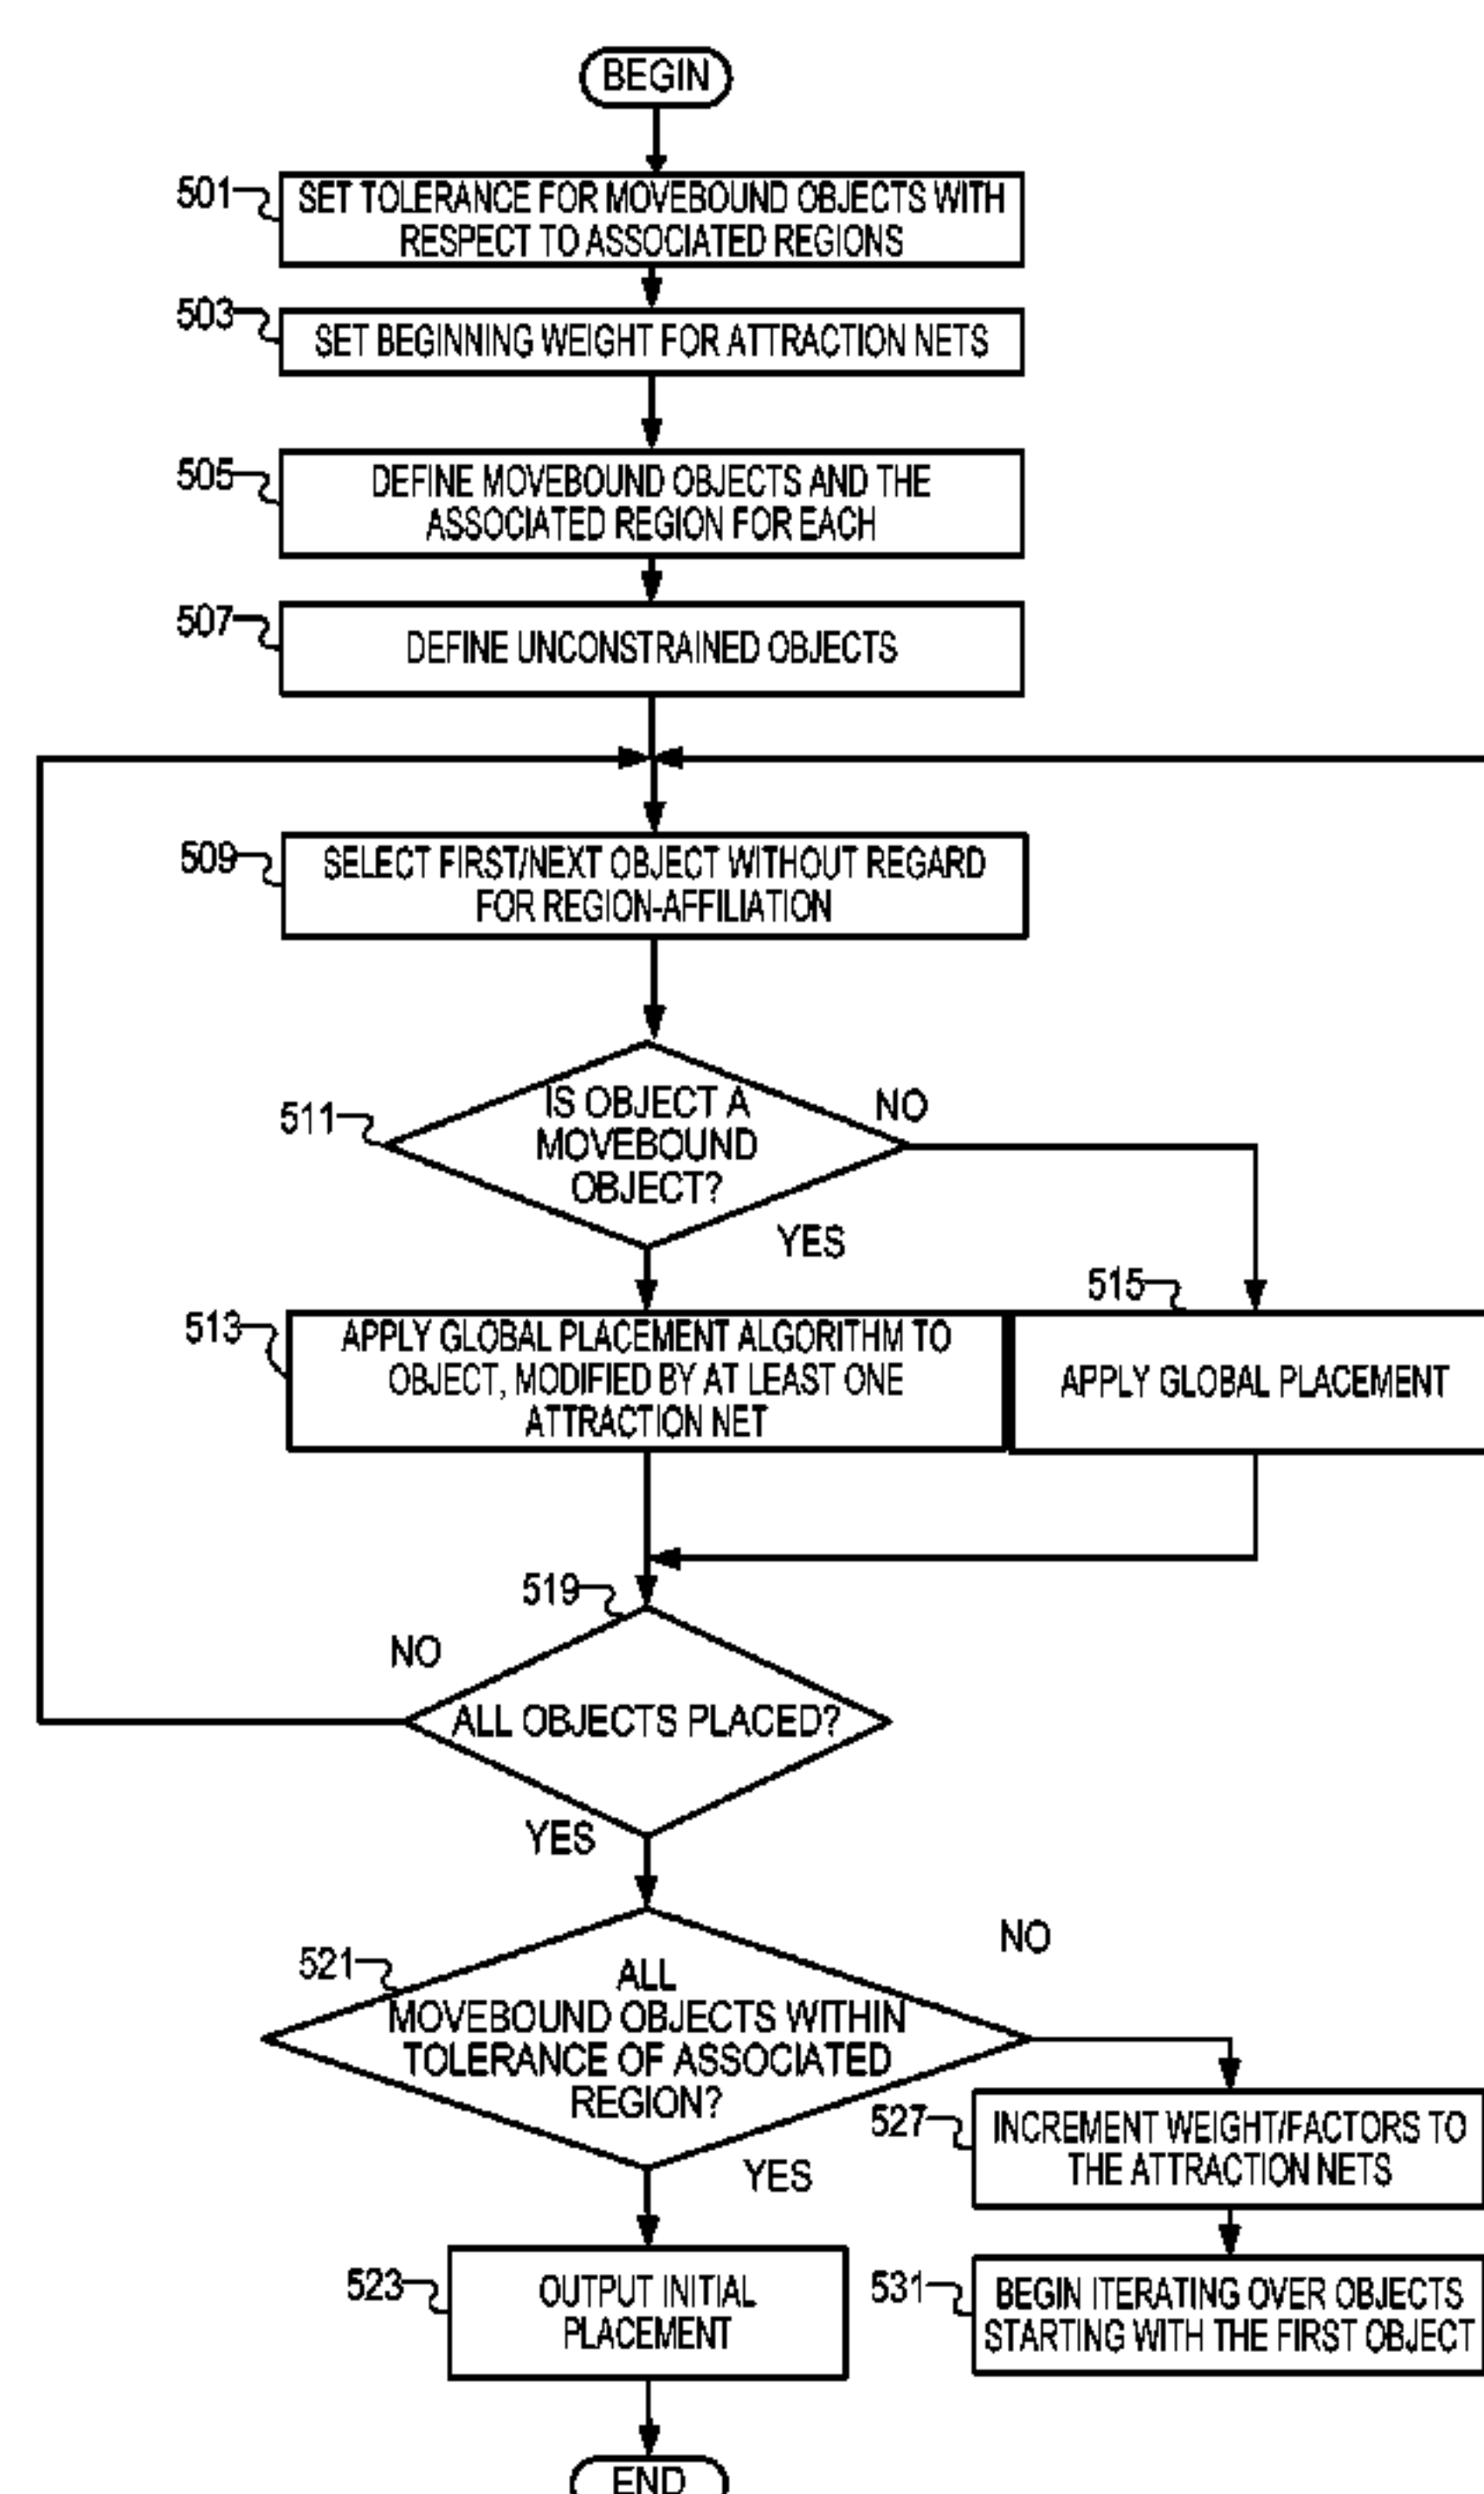 BEGIN
501
SET TOLERANCE FOR MOVEBOUND OBJECTS WITH
RESPECT TO ASSOCIATED REGIONS
503
SET BEGINNING WEIGHT FOR ATTRACTION NETS
505
DEFINE MOVEBOUND OBJECTS AND THE
ASSOCIATED REGION FOR EACH
507
DEFINE UNCONSTRAINED OBJECTS
509
SELECT FIRST/NEXT OBJECT WITHOUT REGARD
FOR REGION-AFFILIATION
511
IS OBJECT A
MOVEBOUND
OBJECT?
NO
YES
513
APPLY GLOBAL PLACEMENT ALGORITHM TO
OBJECT, MODIFIED BY AT LEAST ONE
ATTRACTION NET
515
APPLY GLOBAL PLACEMENT
519
NO
ALL OBJECTS PLACED?
YES
521
ALL
MOVEBOUND OBJECTS WITHIN
TOLERANCE OF ASSOCIATED
REGION?
NO
YES
527
INCREMENT WEIGHT/FACTORS TO
THE ATTRACTION NETS
523
OUTPUT INITIAL
PLACEMENT
531
BEGIN ITERATING OVER OBJECTS
STARTING WITH THE FIRST OBJECT
END